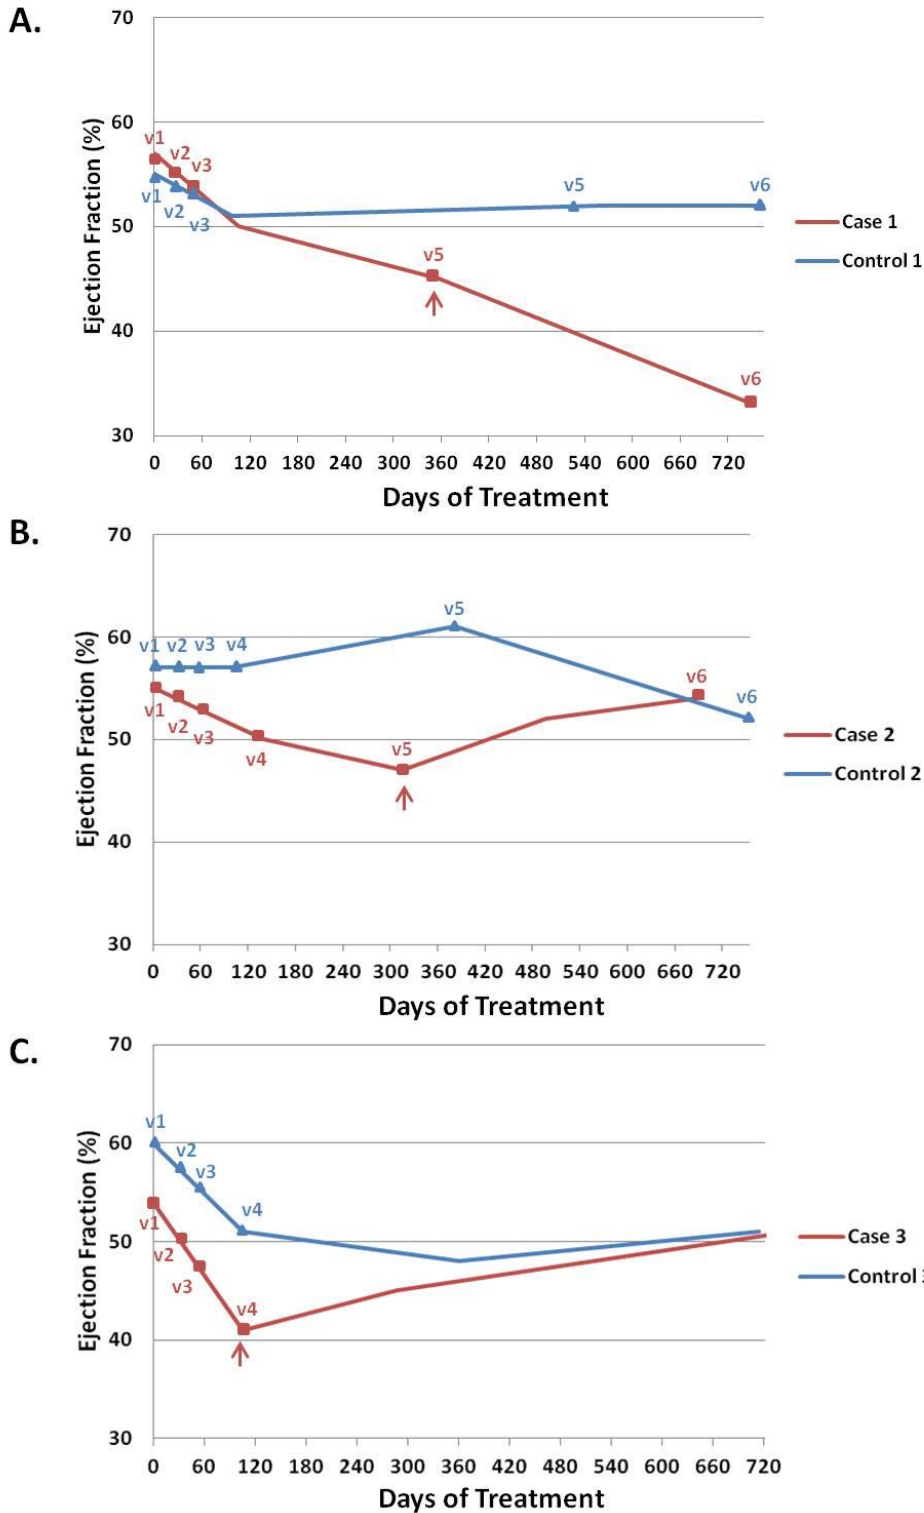 A.
70
60
50
40
30
Ejection Fraction (%)
v1
v2
v3
v1
v2
v3
v5
v6
v5
v6
Case 1
Control 1
0 60 120 180 240 300 360 420 480 540 600 660 720
Days of Treatment
B.
70
60
50
40
30
Ejection Fraction (%)
v1 v2 v3 v4
v5
v6
v1
v2
v3
v4
v5
v6
Case 2
Control 2
0 60 120 180 240 300 360 420 480 540 600 660 720
Days of Treatment
C.
70
60
50
40
30
Ejection Fraction (%)
v1
v2
v3
v4
v1
v2
v3
v4
Case 3
Control 3
0 60 120 180 240 300 360 420 480 540 600 660 720
Days of Treatment